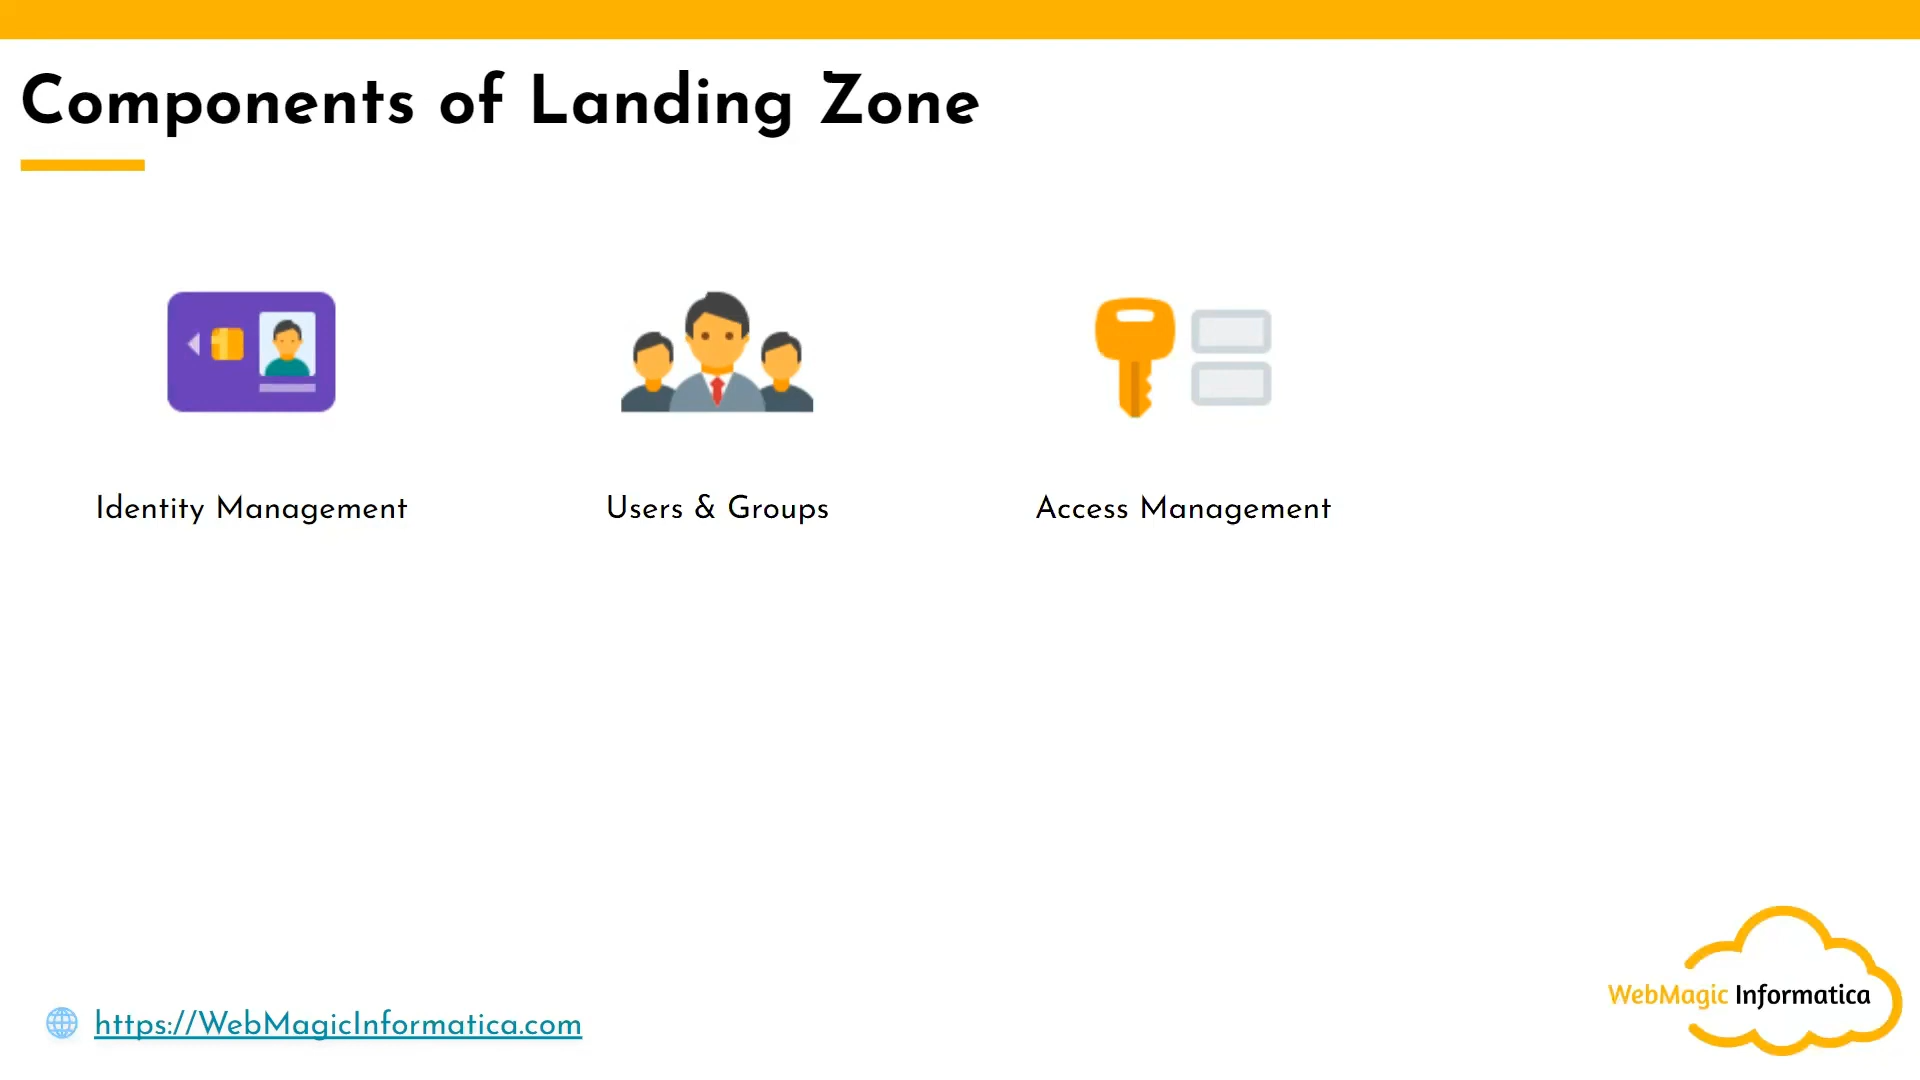 Components of Landing Zone
Identity Management
Users & Groups
Access Management
WebMagic Informatica
https://WebMagicInformatica.com